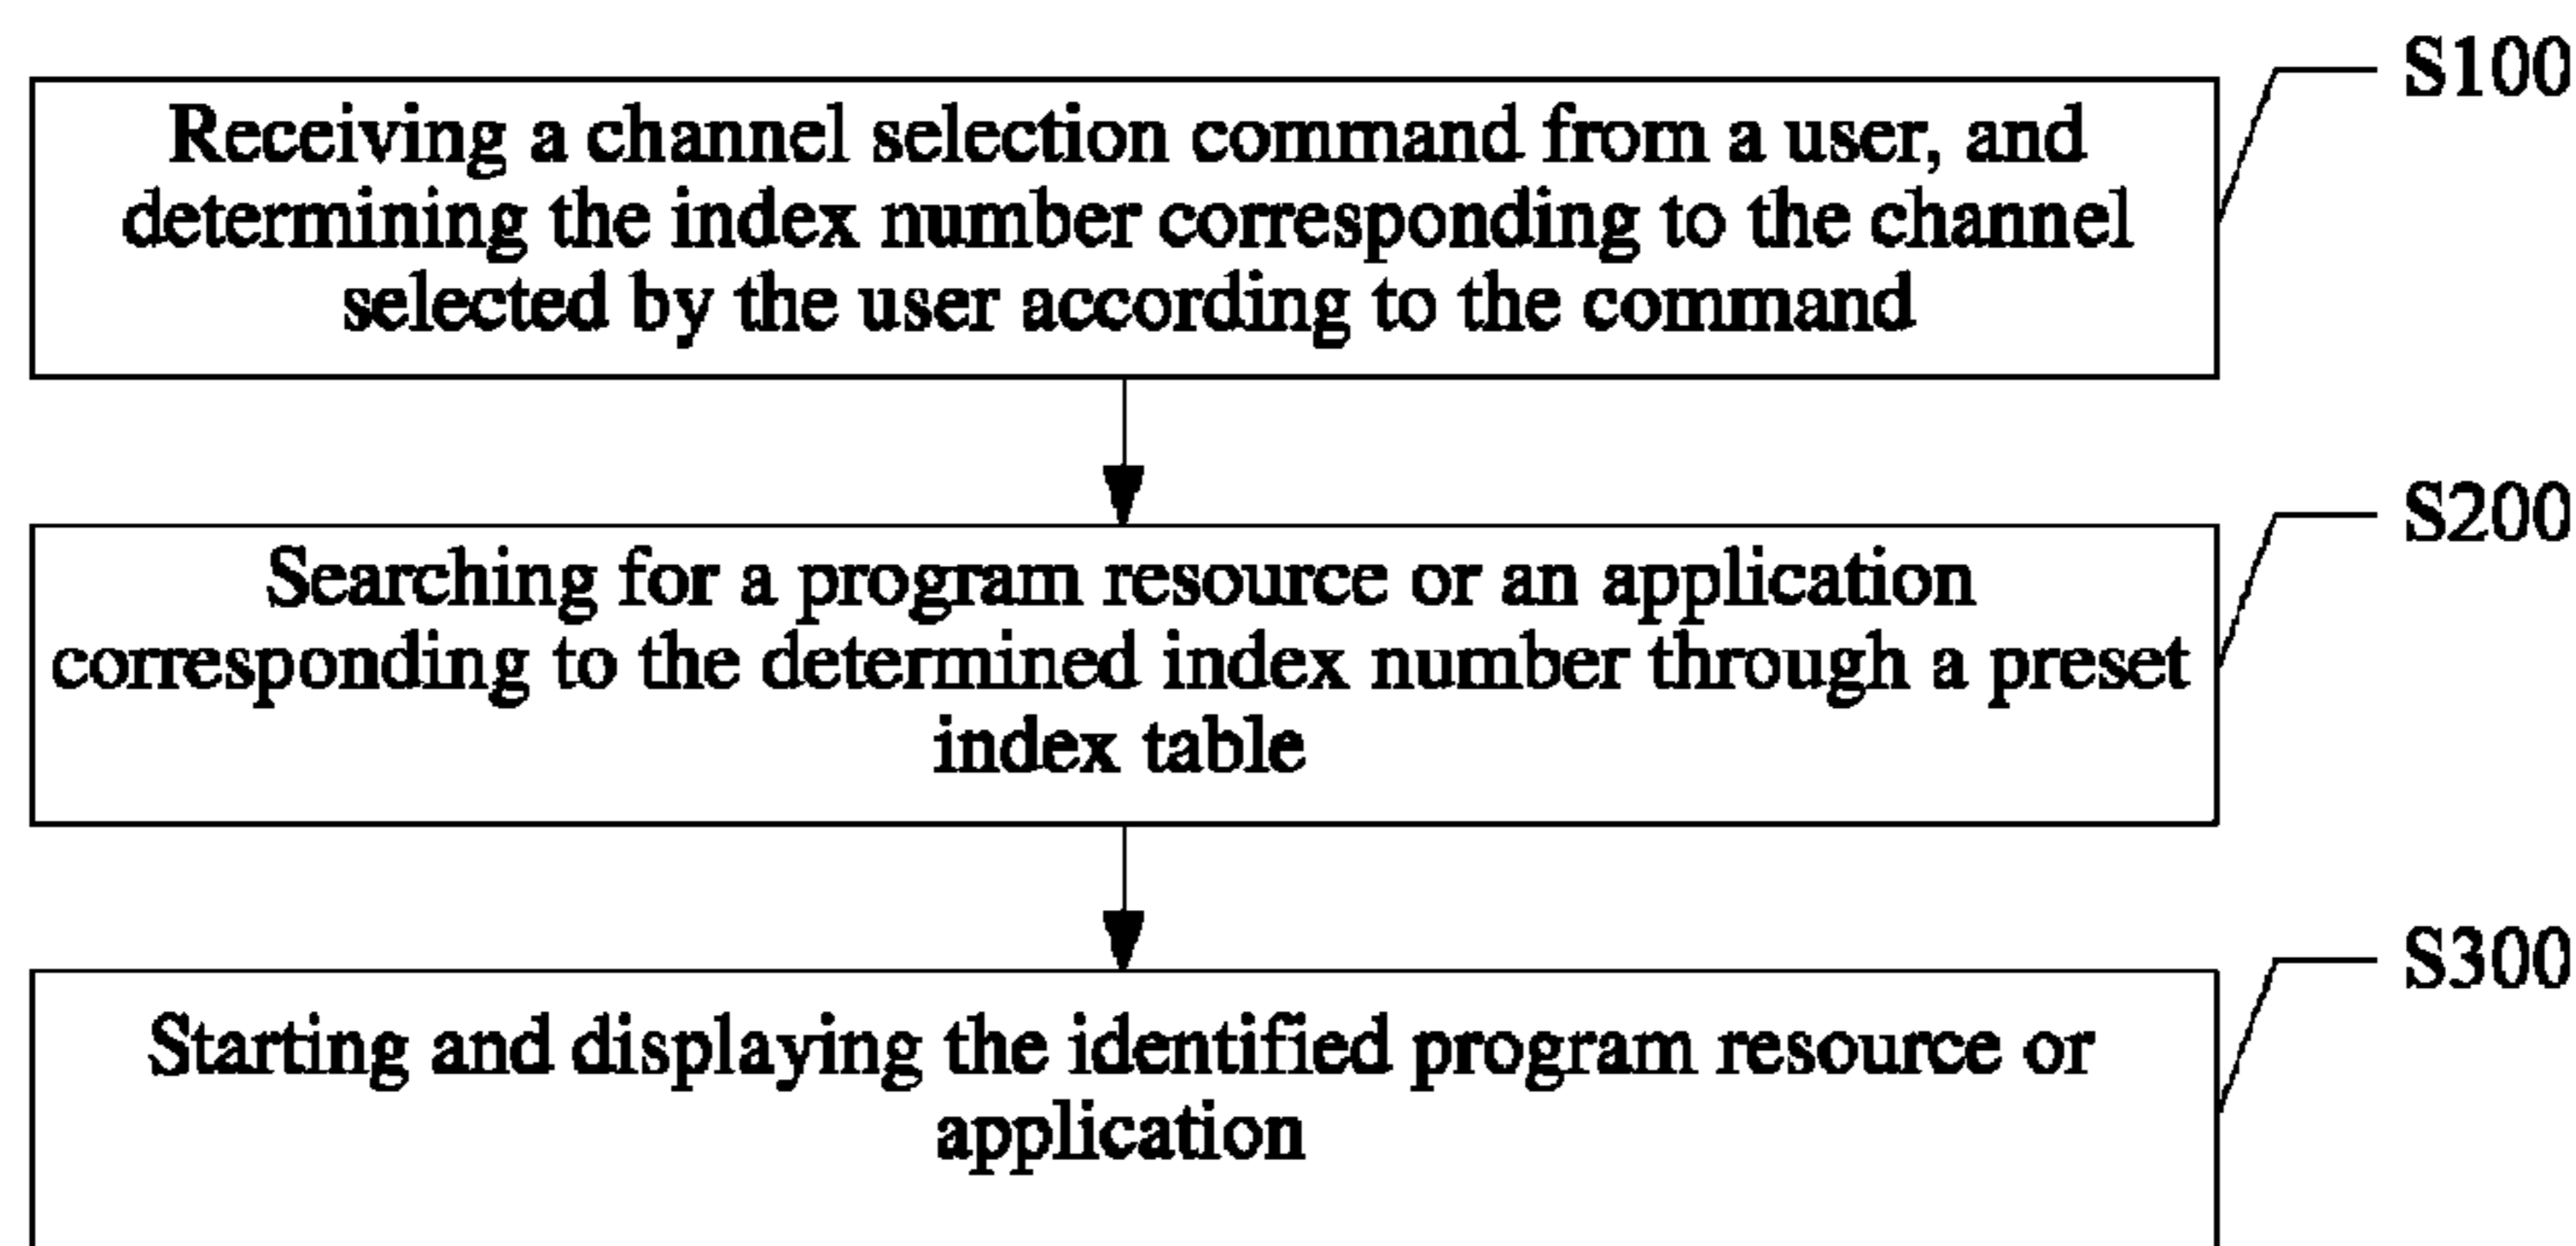 S100
Receiving a channel selection command from a user, and
determining the index number corresponding to the channel
selected by the user according to the command
S200
Searching for a program resource or an application
corresponding to the determined index number through a preset
index table
S300
Starting and displaying the identified program resource or
application